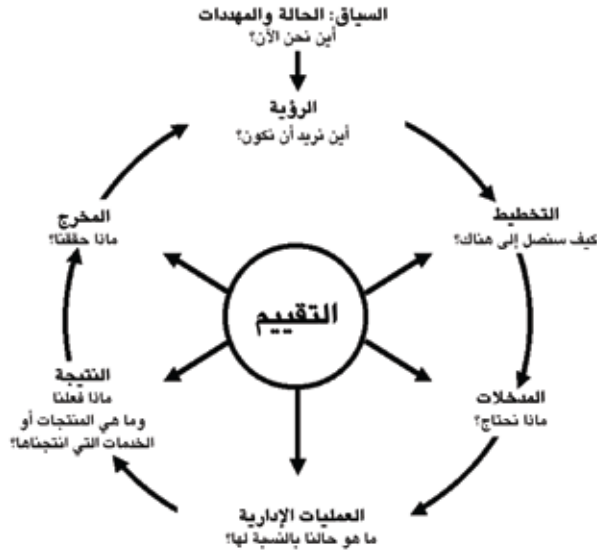 السياق: الحالة والمهددات
أين نحن الآن؟
الرؤية
أين نريد أن نكون؟
التخطيط
كيف سنصل إلى هناك؟
المدخلات
ماذا نحتاج؟
العمليات الإدارية
ما هو حالنا بالنسبة لها؟
النتيجة
ماذا فعلنا
وما هي المنتجات أو
الخدمات التي انتجناها؟
المخرج
ماذا حققنا؟
التقييم